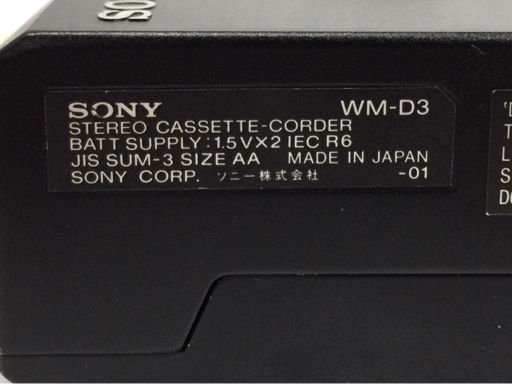 SONY WM-D3
STEREO CASSETTE-CORDER
BATT SUPPLY: 1.5V×2 IEC R6
JIS SUM-3 SIZE AA MADE IN JAPAN
SONY CORP. ソニー株式会社 -01